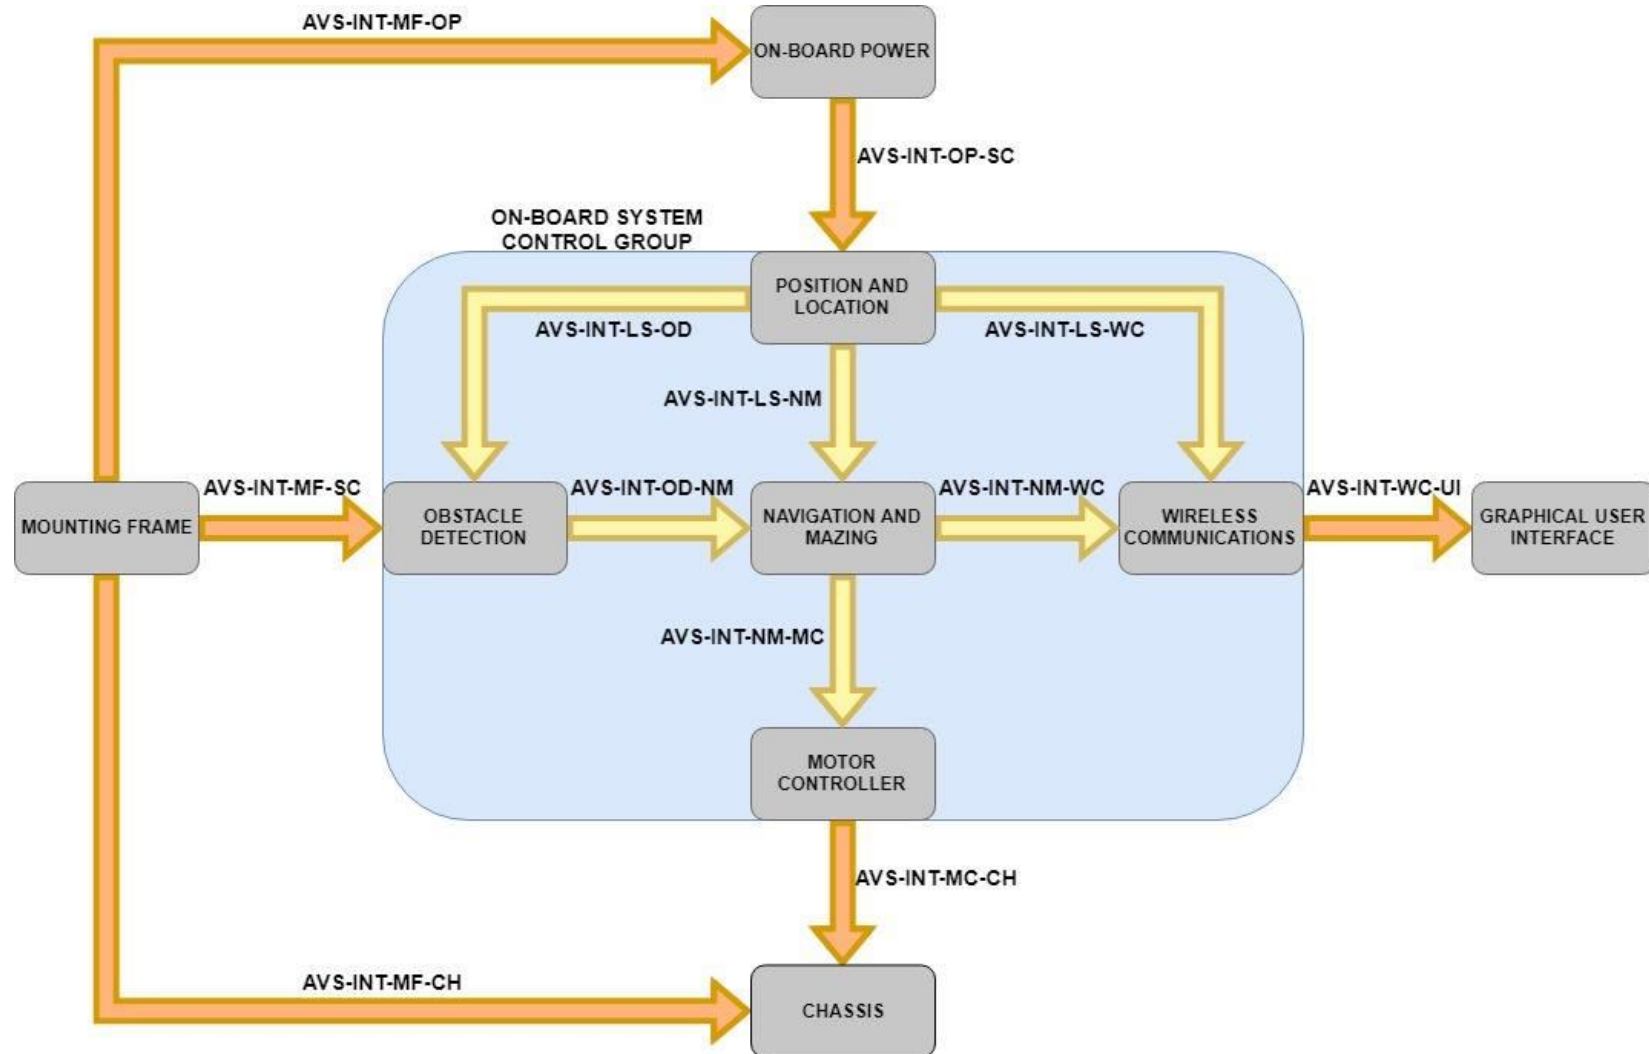 AVS-INT-MF-OP
ON-BOARD POWER
AVS-INT-OP-SC
ON-BOARD SYSTEM
CONTROL GROUP
POSITION AND
LOCATION
AVS-INT-LS-OD
AVS-INT-LS-WC
AVS-INT-LS-NM
AVS-INT-MF-SC
AVS-INT-OD-NM
AVS-INT-NM-WC
AVS-INT-WC-UI
MOUNTING FRAME
OBSTACLE
DETECTION
NAVIGATION AND
MAZING
WIRELESS
COMMUNICATIONS
GRAPHICAL USER
INTERFACE
AVS-INT-NM-MC
MOTOR
CONTROLLER
AVS-INT-MC-CH
AVS-INT-MF-CH
CHASSIS